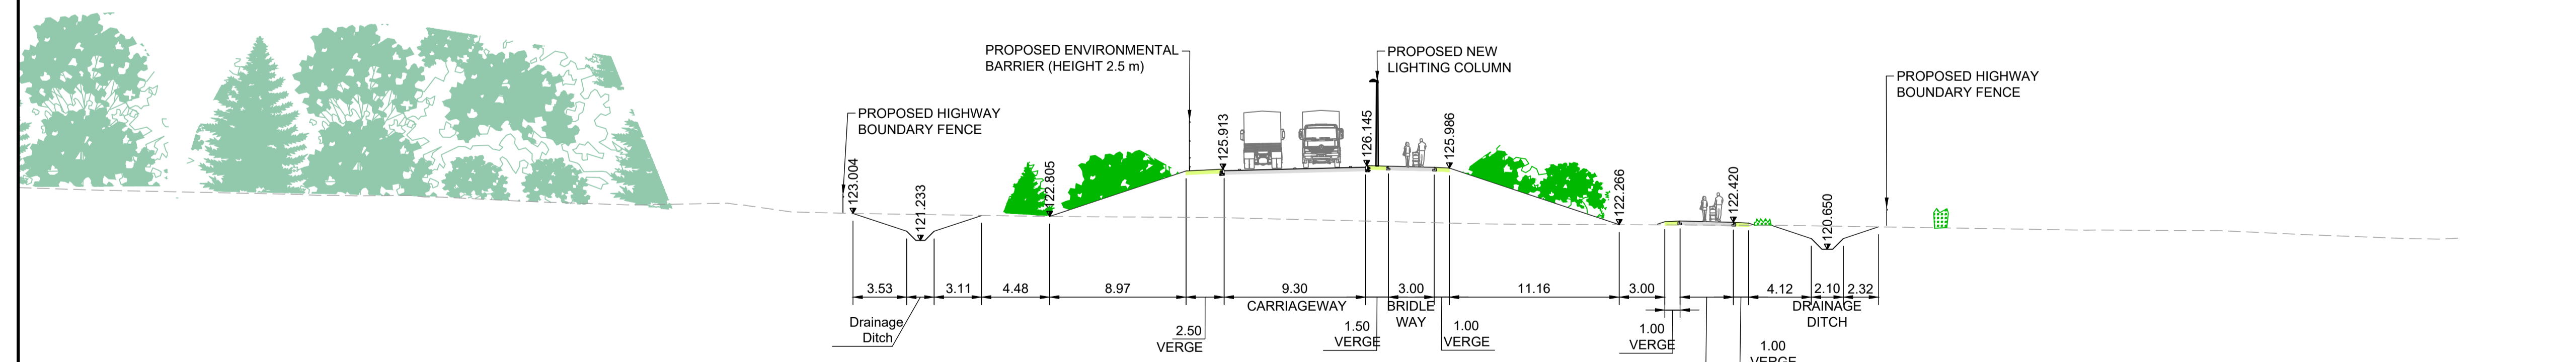 PROPOSED ENVIRONMENTAL
BARRIER (HEIGHT 2.5 m)
PROPOSED NEW
LIGHTING COLUMN
PROPOSED HIGHWAY
BOUNDARY FENCE
PROPOSED HIGHWAY
BOUNDARY FENCE
123.004
121.233
122.805
125.913
126.145
125.986
122.266
122.420
120.650
3.53
3.11
4.48
8.97
9.30
3.00
11.16
3.00
4.12
2.10
2.32
CARRIAGEWAY
BRIDLE
WAY
DRAINAGE
DITCH
Drainage
Ditch
2.50
VERGE
1.50
VERGE
1.00
VERGE
1.00
VERGE
1.00
VERGE